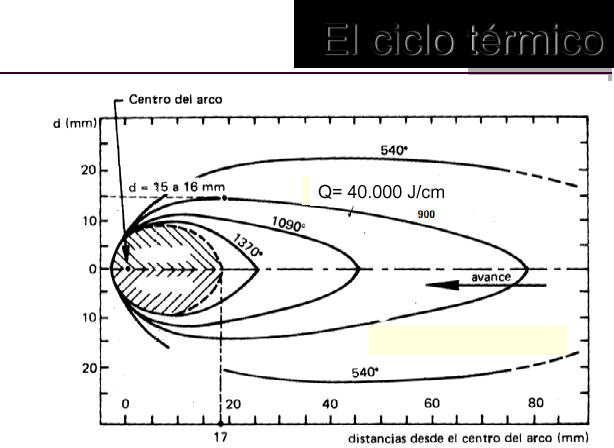 El ciclo térmico
Centro del arco
d (mm)
540°
20
d = 15 a 16 mm
Q= 40.000 J/cm
900
10
1090°
1370°
0
avance
10
20
540°
0 20 40 60 80
17 distancias desde el centro del arco (mm)